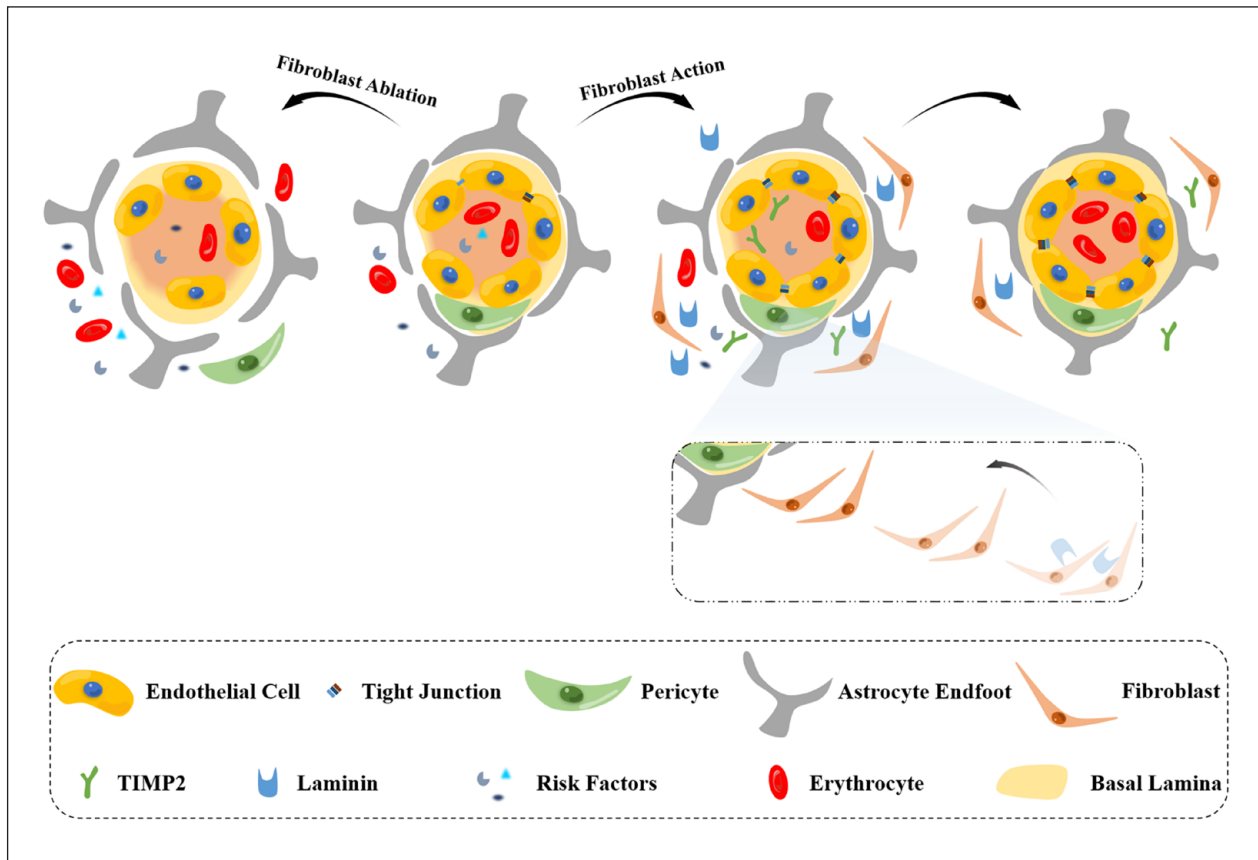 Fibroblast Ablation
Fibroblast Action
Endothelial Cell
Tight Junction
Pericyte
Astrocyte Endfoot
Fibroblast
TIMP2
Laminin
Risk Factors
Erythrocyte
Basal Lamina